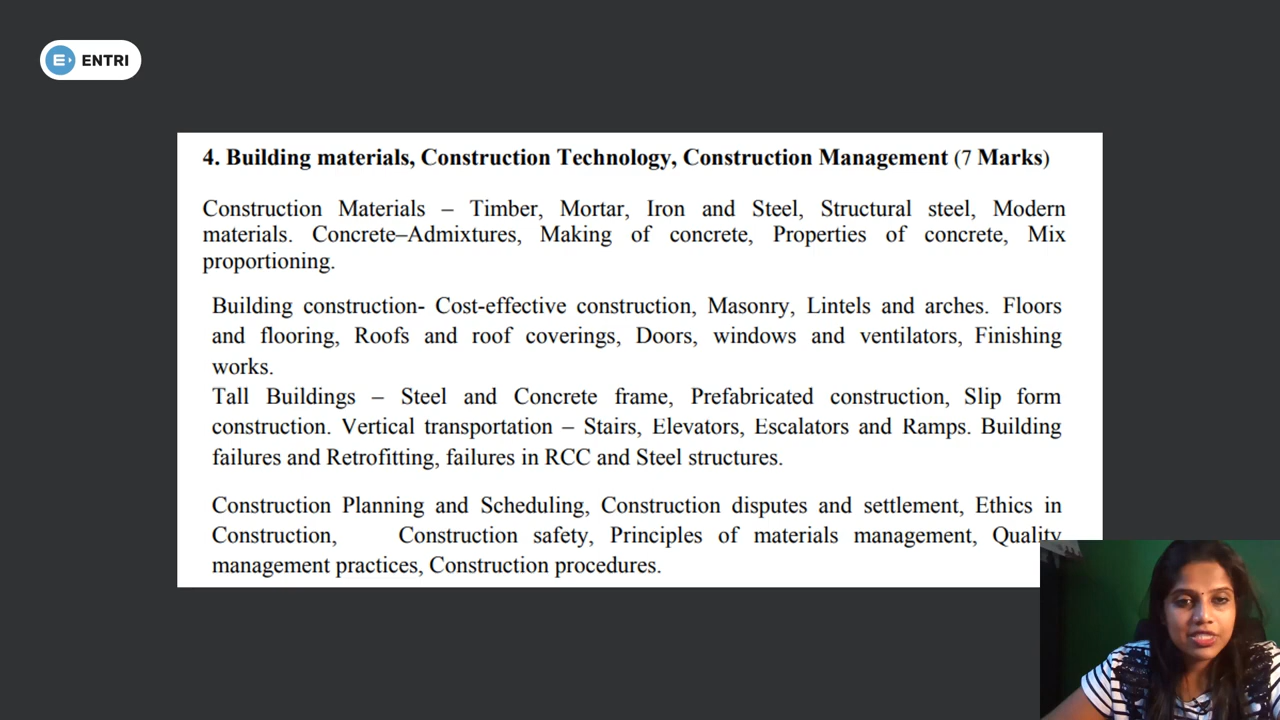 ENTRI
4. Building materials, Construction Technology, Construction Management (7 Marks)
Construction Materials – Timber, Mortar, Iron and Steel, Structural steel, Modern
materials. Concrete–Admixtures, Making of concrete, Properties of concrete, Mix
proportioning.
Building construction- Cost-effective construction, Masonry, Lintels and arches. Floors
and flooring, Roofs and roof coverings, Doors, windows and ventilators, Finishing
works.
Tall Buildings – Steel and Concrete frame, Prefabricated construction, Slip form
construction. Vertical transportation – Stairs, Elevators, Escalators and Ramps. Building
failures and Retrofitting, failures in RCC and Steel structures.
Construction Planning and Scheduling, Construction disputes and settlement, Ethics in
Construction, Construction safety, Principles of materials management, Quality
management practices, Construction procedures.